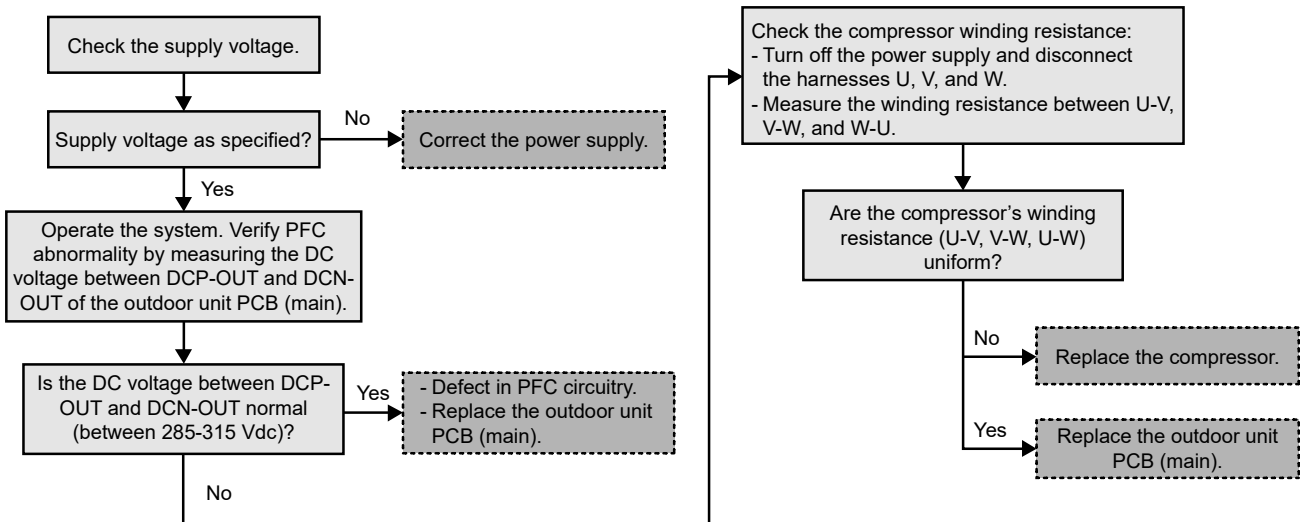 Check the supply voltage.
Supply voltage as specified?
No
Correct the power supply.
Yes
Operate the system. Verify PFC
abnormality by measuring the DC
voltage between DCP-OUT and DCN-
OUT of the outdoor unit PCB (main).
Is the DC voltage between DCP-
OUT and DCN-OUT normal
(between 285-315 Vdc)?
Yes
- Defect in PFC circuitry.
- Replace the outdoor unit
PCB (main).
No
Check the compressor winding resistance:
- Turn off the power supply and disconnect
the harnesses U, V, and W.
- Measure the winding resistance between U-V,
V-W, and W-U.
Are the compressor’s winding
resistance (U-V, V-W, U-W)
uniform?
No
Replace the compressor.
Yes
Replace the outdoor unit
PCB (main).